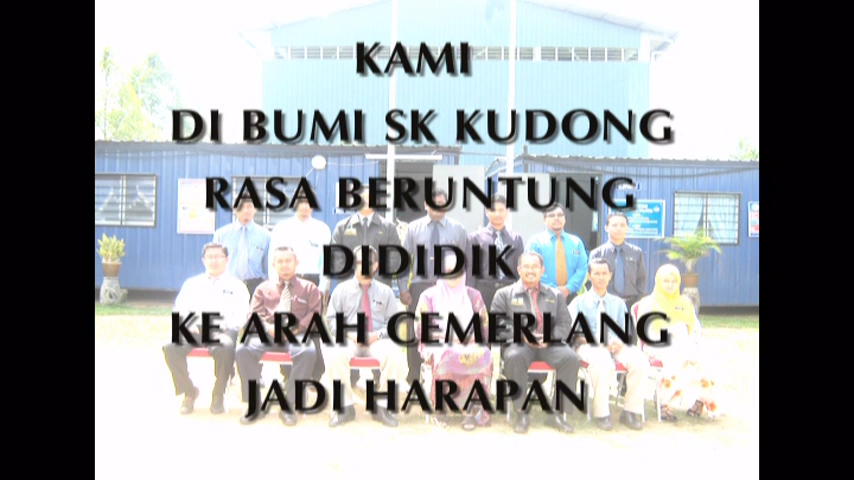 KAMI
DI BUMI SK KUDONG
RASA BERUNTUNG
DIDIDIK
KE ARAH CEMERLANG
JADI HARAPAN